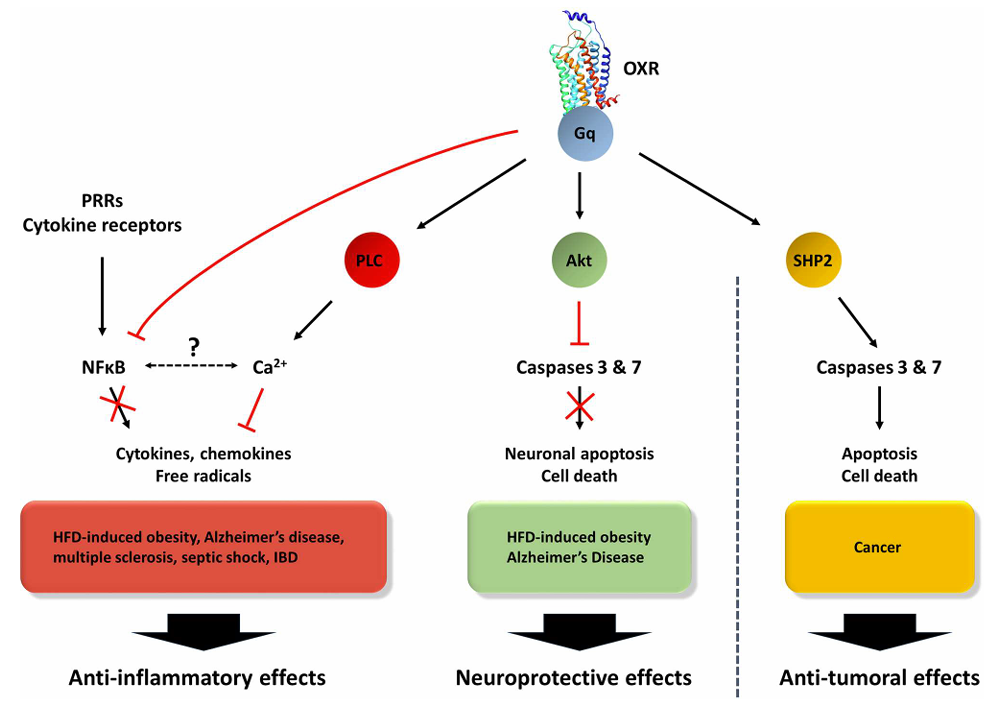 OXR
Gq
PRRs
Cytokine receptors
PLC
Akt
SHP2
?
NFκB
Ca²⁺
Caspases 3 & 7
Caspases 3 & 7
Cytokines, chemokines
Free radicals
Neuronal apoptosis
Cell death
Apoptosis
Cell death
HFD-induced obesity, Alzheimer’s disease,
multiple sclerosis, septic shock, IBD
HFD-induced obesity
Alzheimer’s Disease
Cancer
Anti-inflammatory effects
Neuroprotective effects
Anti-tumoral effects